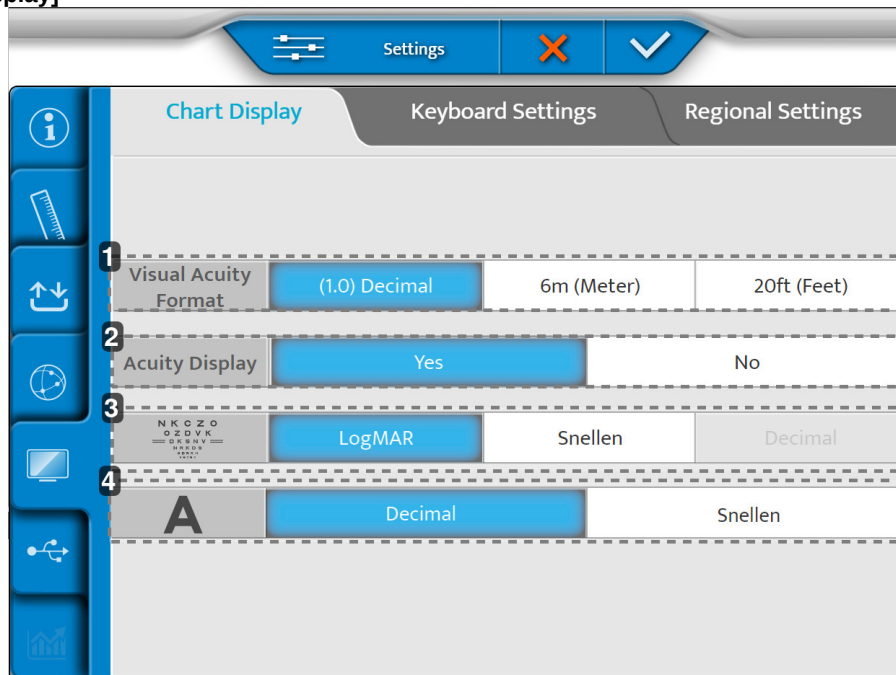 play]
Settings
Chart Display
Keyboard Settings
Regional Settings
1
Visual Acuity
Format
(1.0) Decimal
6m (Meter)
20ft (Feet)
2
Acuity Display
Yes
No
3
N K C Z O
O Z D V K
D K S N V
LogMAR
Snellen
Decimal
4
A
Decimal
Snellen